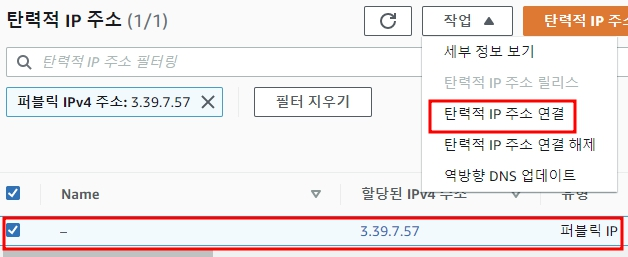 탄력적 IP 주소 (1/1)
작업 ▲
탄력적 IP 주소
탄력적 IP 주소 필터링
퍼블릭 IPv4 주소: 3.39.7.57 ✕
필터 지우기
세부 정보 보기
탄력적 IP 주소 릴리스
탄력적 IP 주소 연결
탄력적 IP 주소 연결 해제
역방향 DNS 업데이트
Name
할당된 IPv4 주소
유형
–
3.39.7.57
퍼블릭 IP